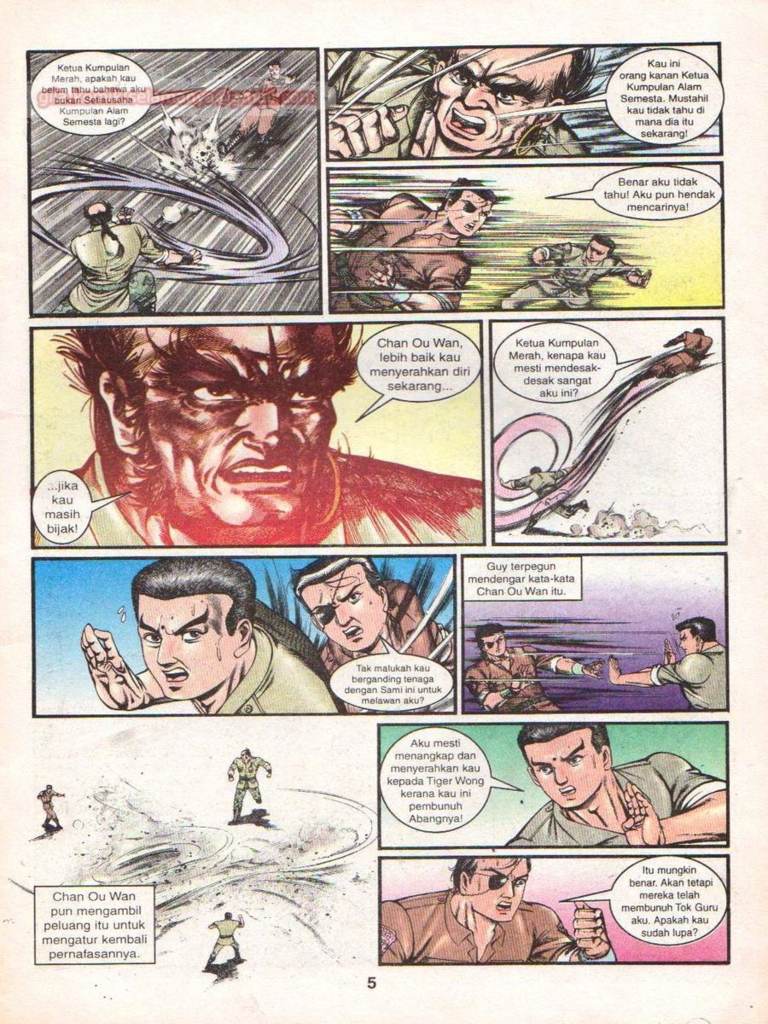 Ketua Kumpulan
Merah, apakah kau
belum tahu bahawa aku
bukan Setiausaha
Kumpulan Alam
Semesta lagi?
Kau ini
orang kanan Ketua
Kumpulan Alam
Semesta. Mustahil
kau tidak tahu di
mana dia itu
sekarang!
Benar aku tidak
tahu! Aku pun hendak
mencarinya!
Chan Ou Wan,
lebih baik kau
menyerahkan diri
sekarang...
...jika
kau
masih
bijak!
Ketua Kumpulan
Merah, kenapa kau
mesti mendesak-
desak sangat
aku ini?
Tak malukah kau
berganding tenaga
dengan Sami ini untuk
melawan aku?
Guy terpegun
mendengar kata-kata
Chan Ou Wan itu.
Chan Ou Wan
pun mengambil
peluang itu untuk
mengatur kembali
pernafasannya.
Aku mesti
menangkap dan
menyerahkan kau
kepada Tiger Wong
kerana kau ini
pembunuh
Abangnya!
Itu mungkin
benar. Akan tetapi
mereka telah
membunuh Tok Guru
aku. Apakah kau
sudah lupa?
5